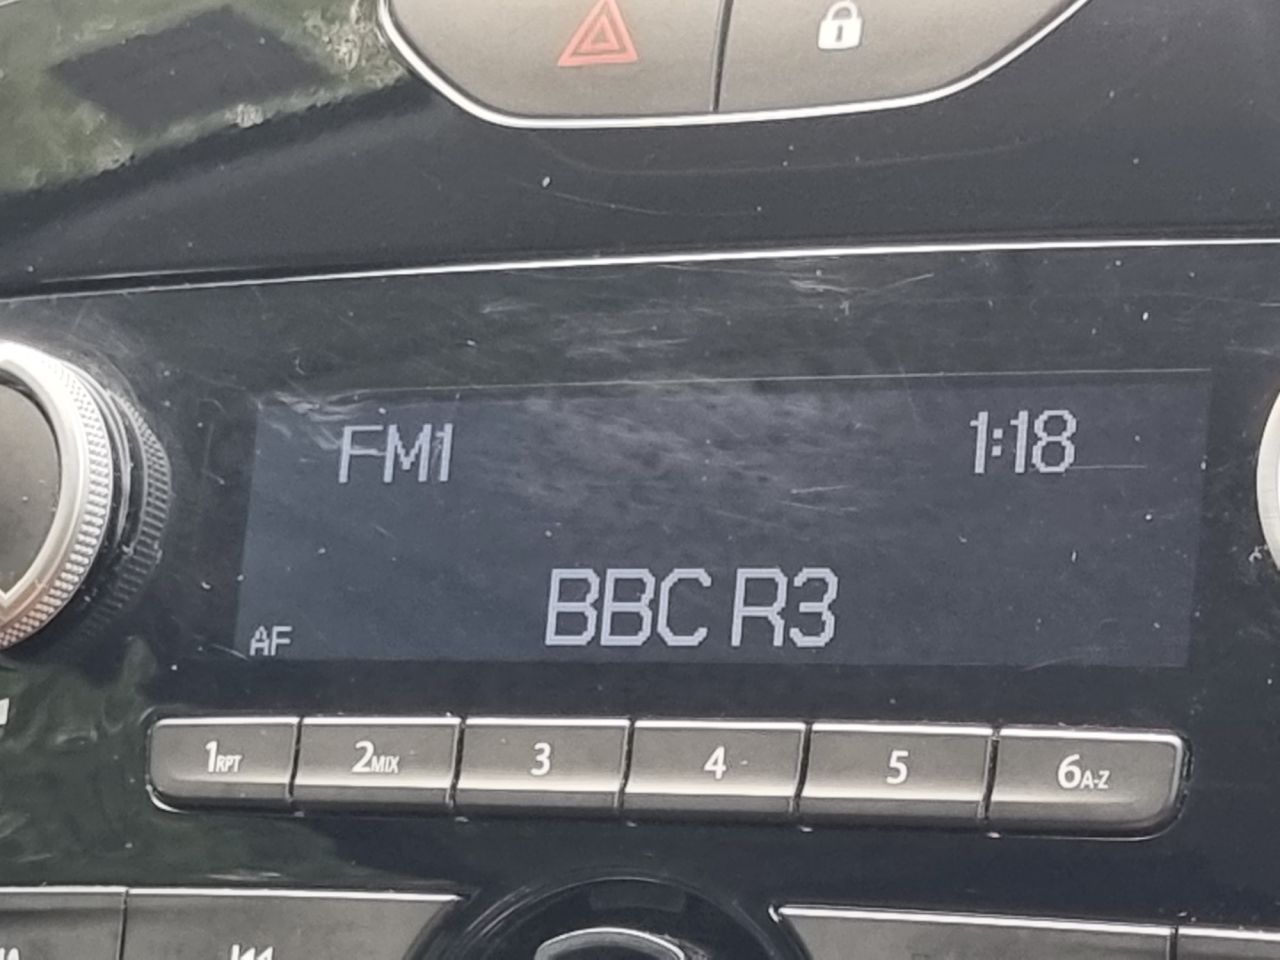 FM1 1:18
BBC R3
AF
1RPT 2MIX 3 4 5 6A-Z